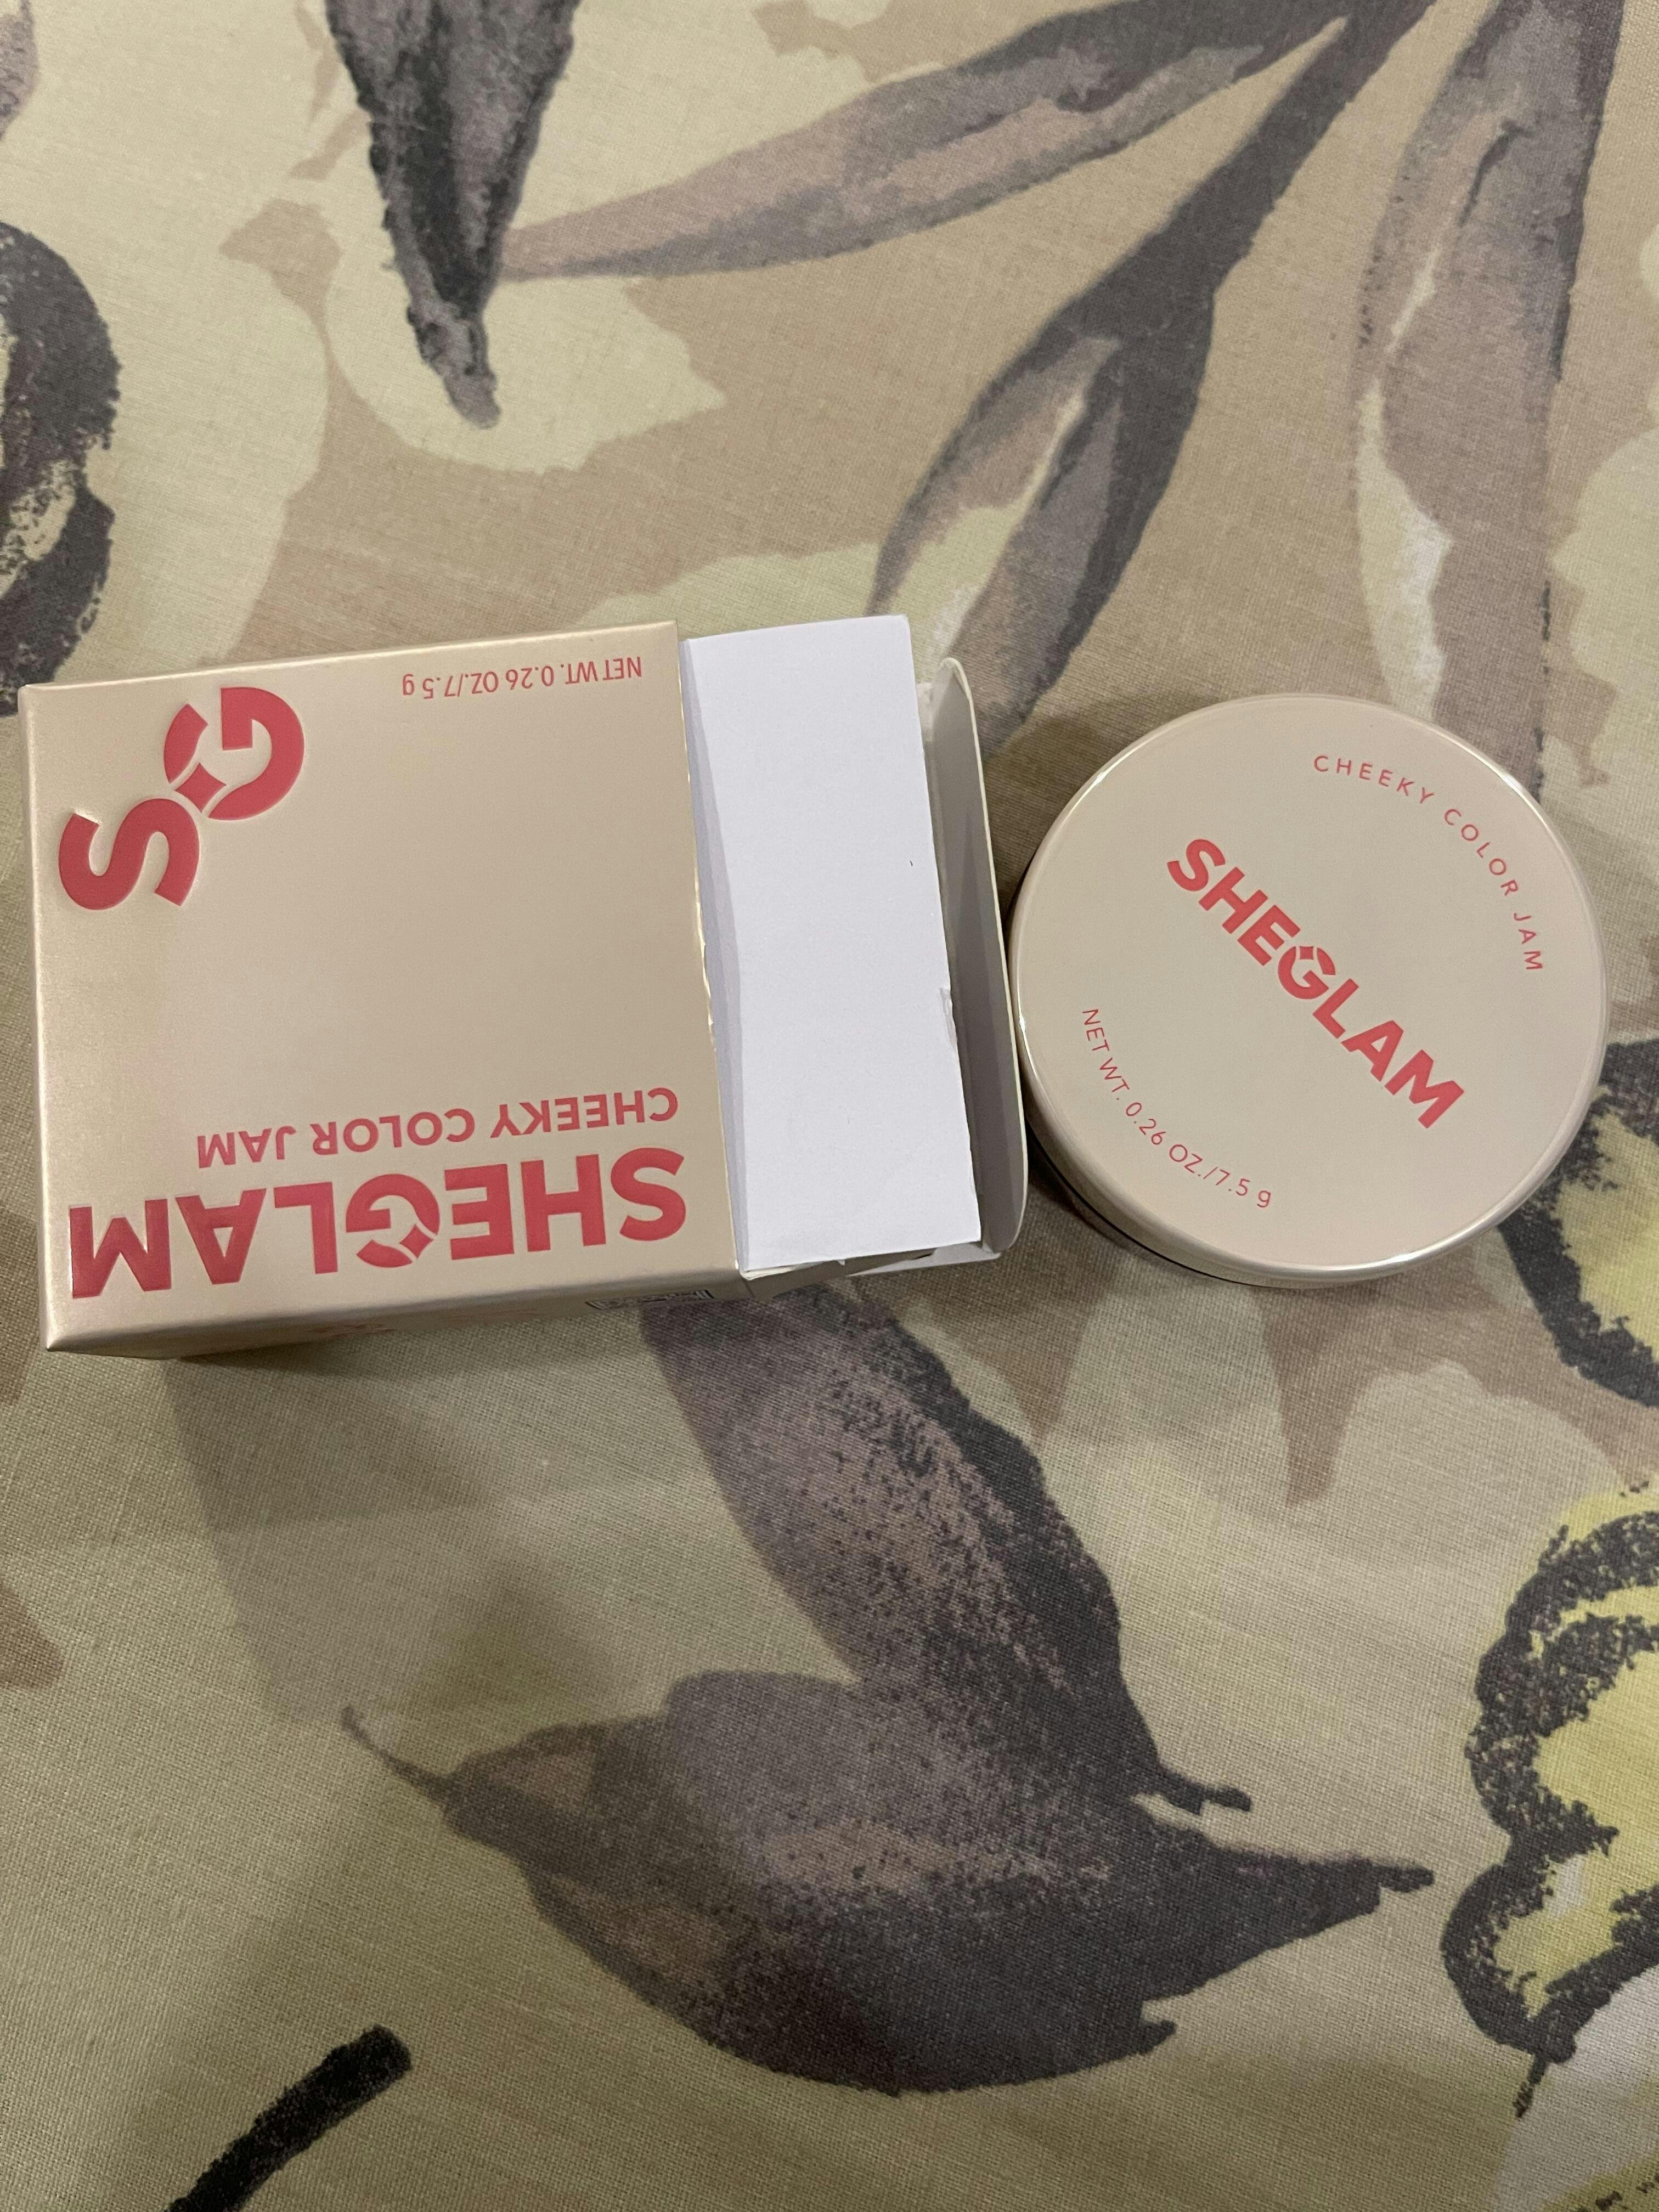 SHEGLAM
CHEEKY COLOR JAM
SG
NET WT. 0.26 OZ./7.5 g
CHEEKY COLOR JAM
SHEGLAM
NET WT. 0.26 OZ./7.5 g